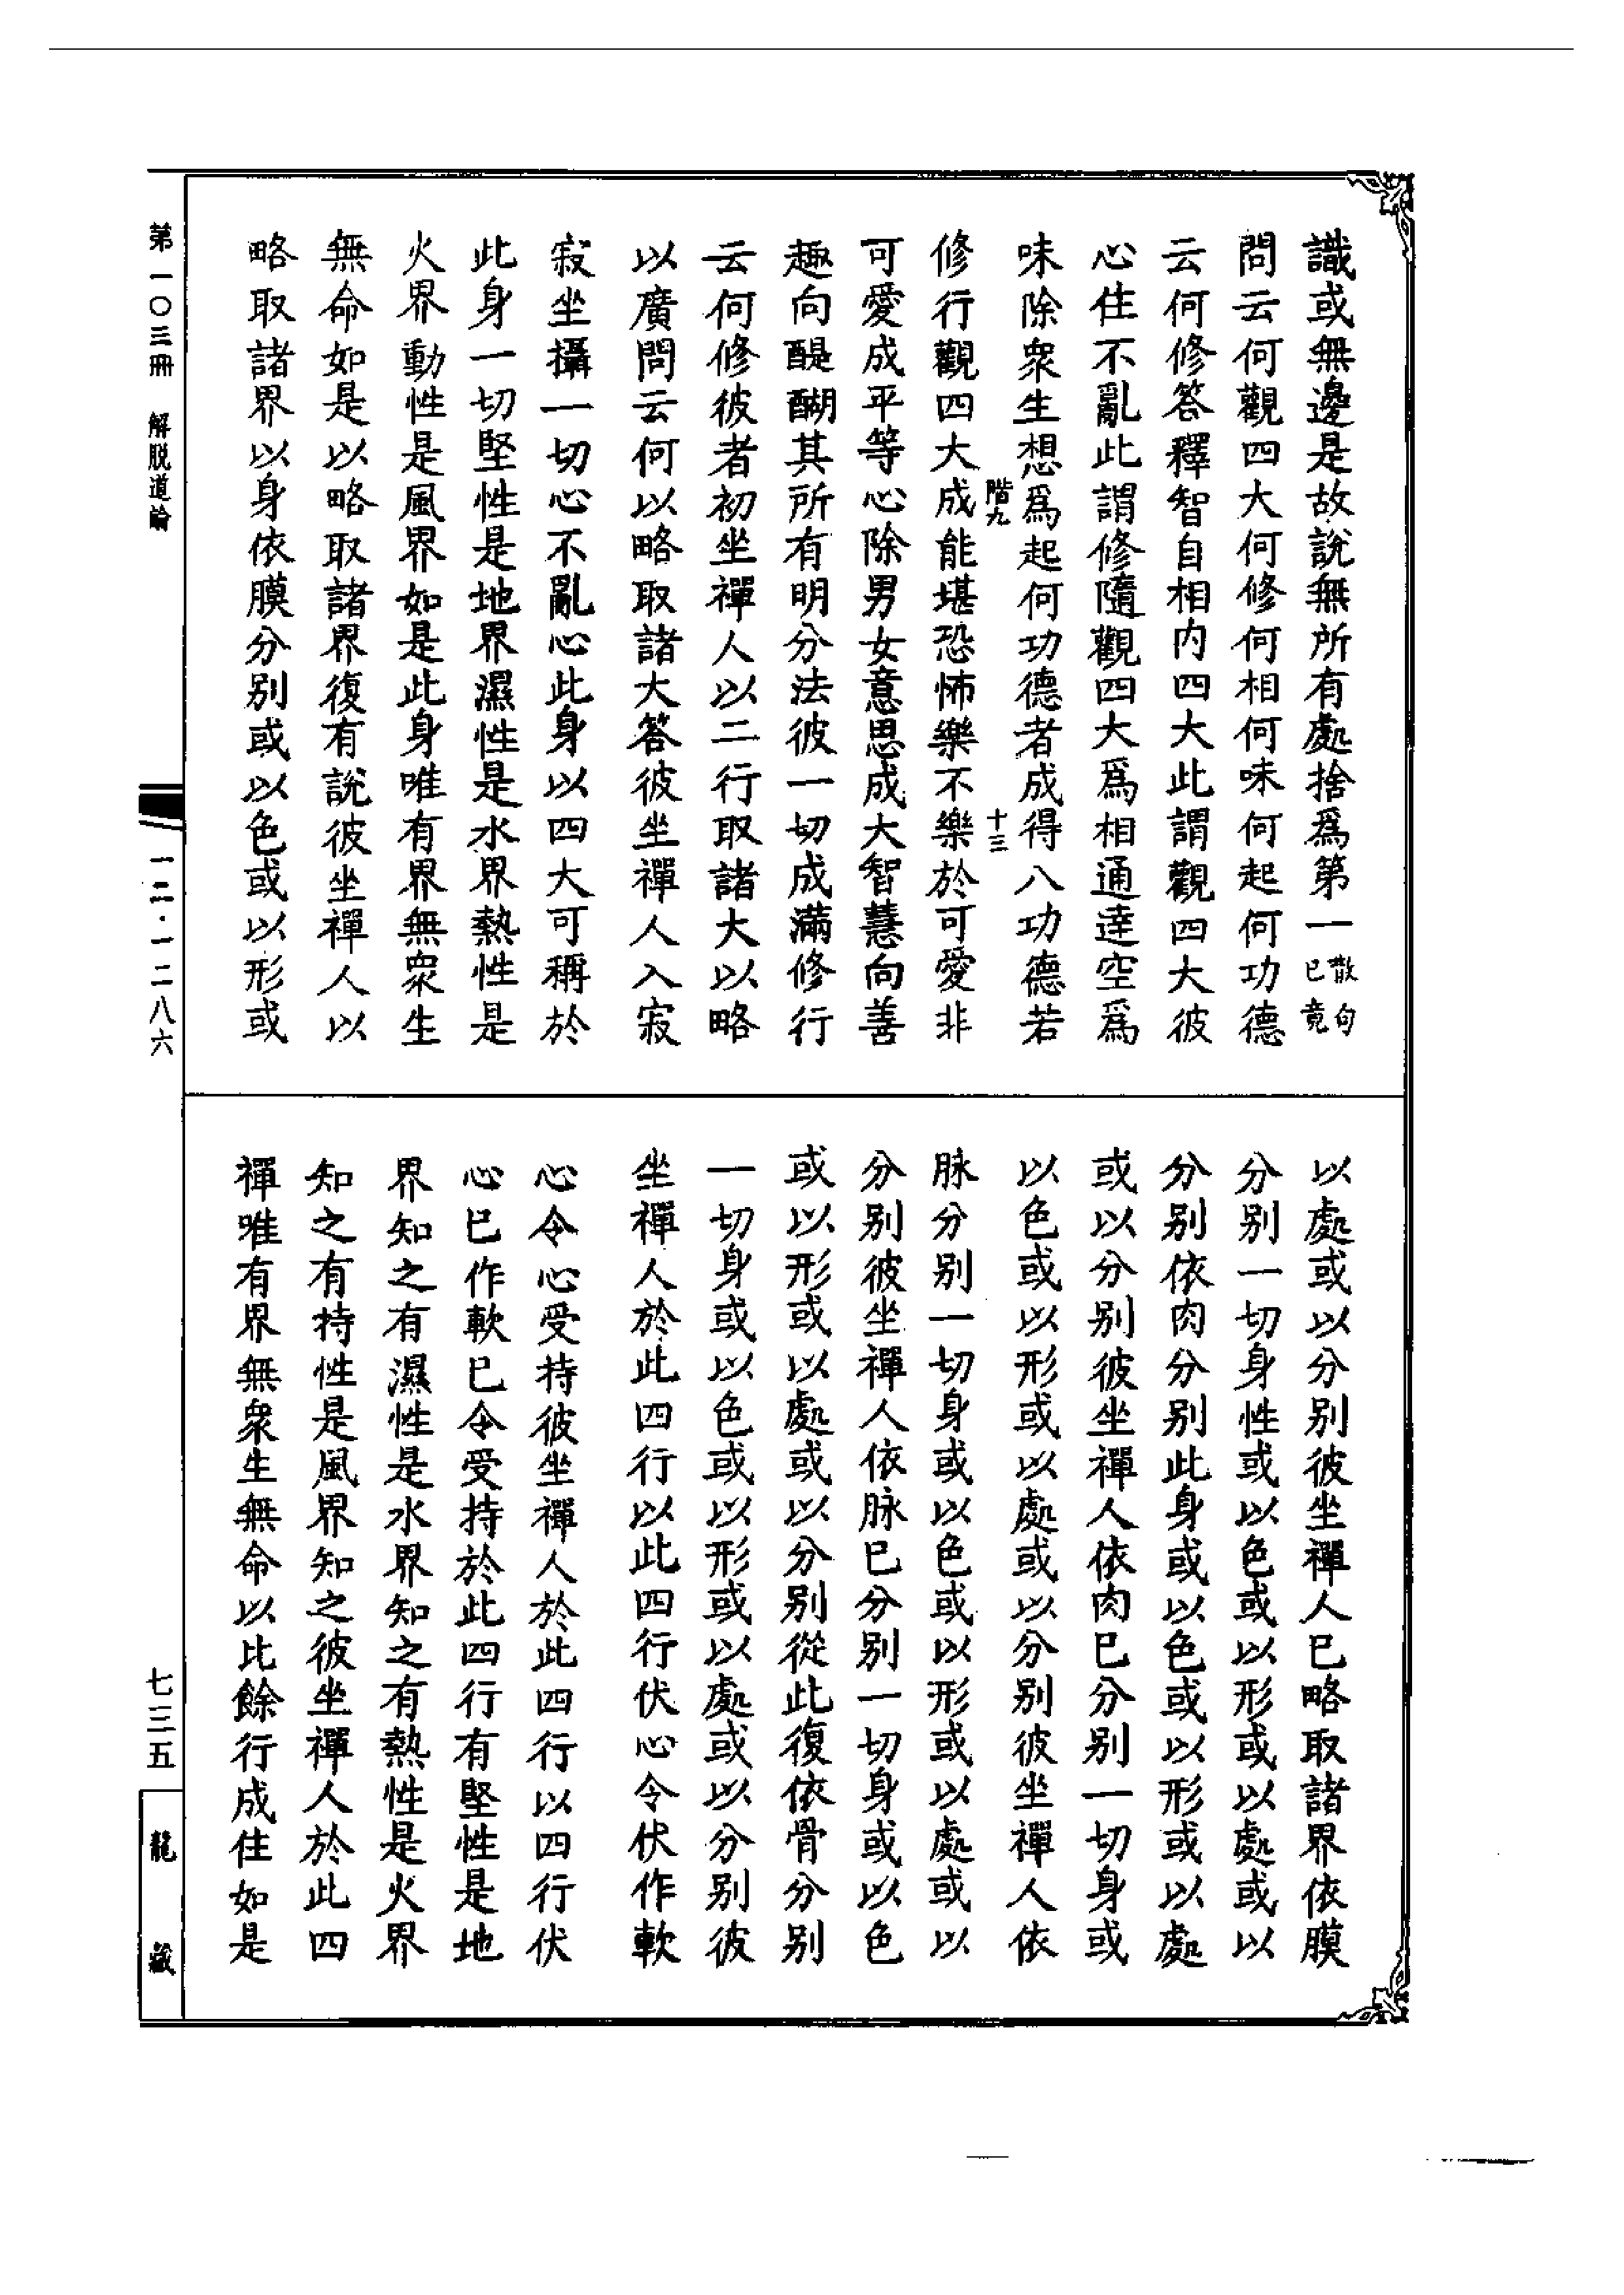 識或無邊是故說無所有處捨爲第一散句已竟
問云何觀四大何修何相何味何起何功德
云何修答釋智自相内四大此謂觀四大彼
心住不亂此謂修隨觀四大爲相通達空爲
味除衆生想爲起何功德者成得八功德若
階九 十三
修行觀四大成能堪恐怖樂不樂於可愛非
可愛成平等心除男女意思成大智慧向善
趣向醍醐其所有明分法彼一切成滿修行
云何修彼者初坐禪人以二行取諸大以略
以廣問云何以略取諸大答彼坐禪人入寂
寂坐攝一切心不亂心此身以四大可稱於
此身一切堅性是地界濕性是水界熱性是
火界動性是風界如是此身唯有界無衆生
無命如是以略取諸界復有說彼坐禪人以
略取諸界以身依膜分别或以色或以形或
以處或以分别彼坐禪人已略取諸界依膜
分别一切身性或以色或以形或以處或以
分别依肉分别此身或以色或以形或以處
或以分别彼坐禪人依肉已分别一切身或
以色或以形或以處或以分别彼坐禪人依
脉分别一切身或以色或以形或以處或以
分别彼坐禪人依脉已分别一切身或以色
或以形或以處或以分别從此復依骨分别
一切身或以色或以形或以處或以分别彼
坐禪人於此四行以此四行伏心令伏作軟
心令心受持彼坐禪人於此四行以四行伏
心已作軟已令受持於此四行有堅性是地
界知之有濕性是水界知之有熱性是火界
知之有持性是風界知之彼坐禪人於此四
禪唯有界無衆生無命以比餘行成住如是
第一〇三冊 解脱道論
一二·一二八六
七三五
龍藏